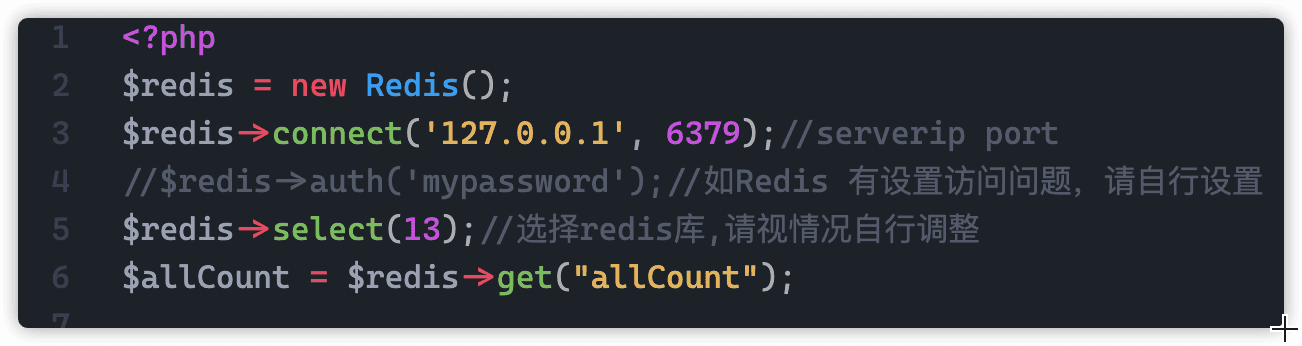 1 <?php
2 $redis = new Redis();
3 $redis->connect('127.0.0.1', 6379);//serverip port
4 //$redis->auth('mypassword');//如Redis 有设置访问问题，请自行设置
5 $redis->select(13);//选择redis库,请视情况自行调整
6 $allCount = $redis->get("allCount");
7